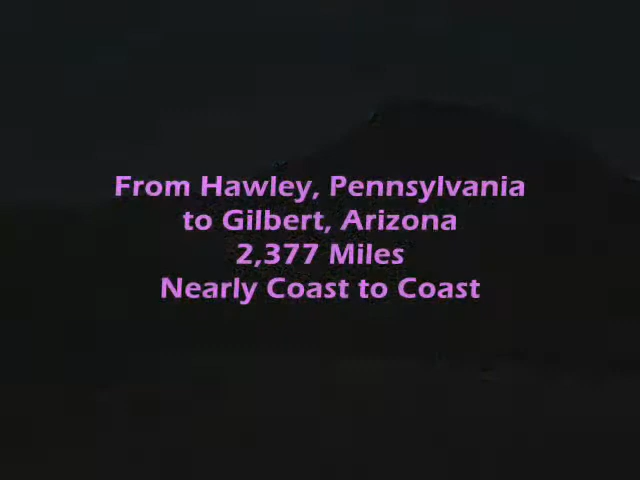 From Hawley, Pennsylvania
to Gilbert, Arizona
2,377 Miles
Nearly Coast to Coast